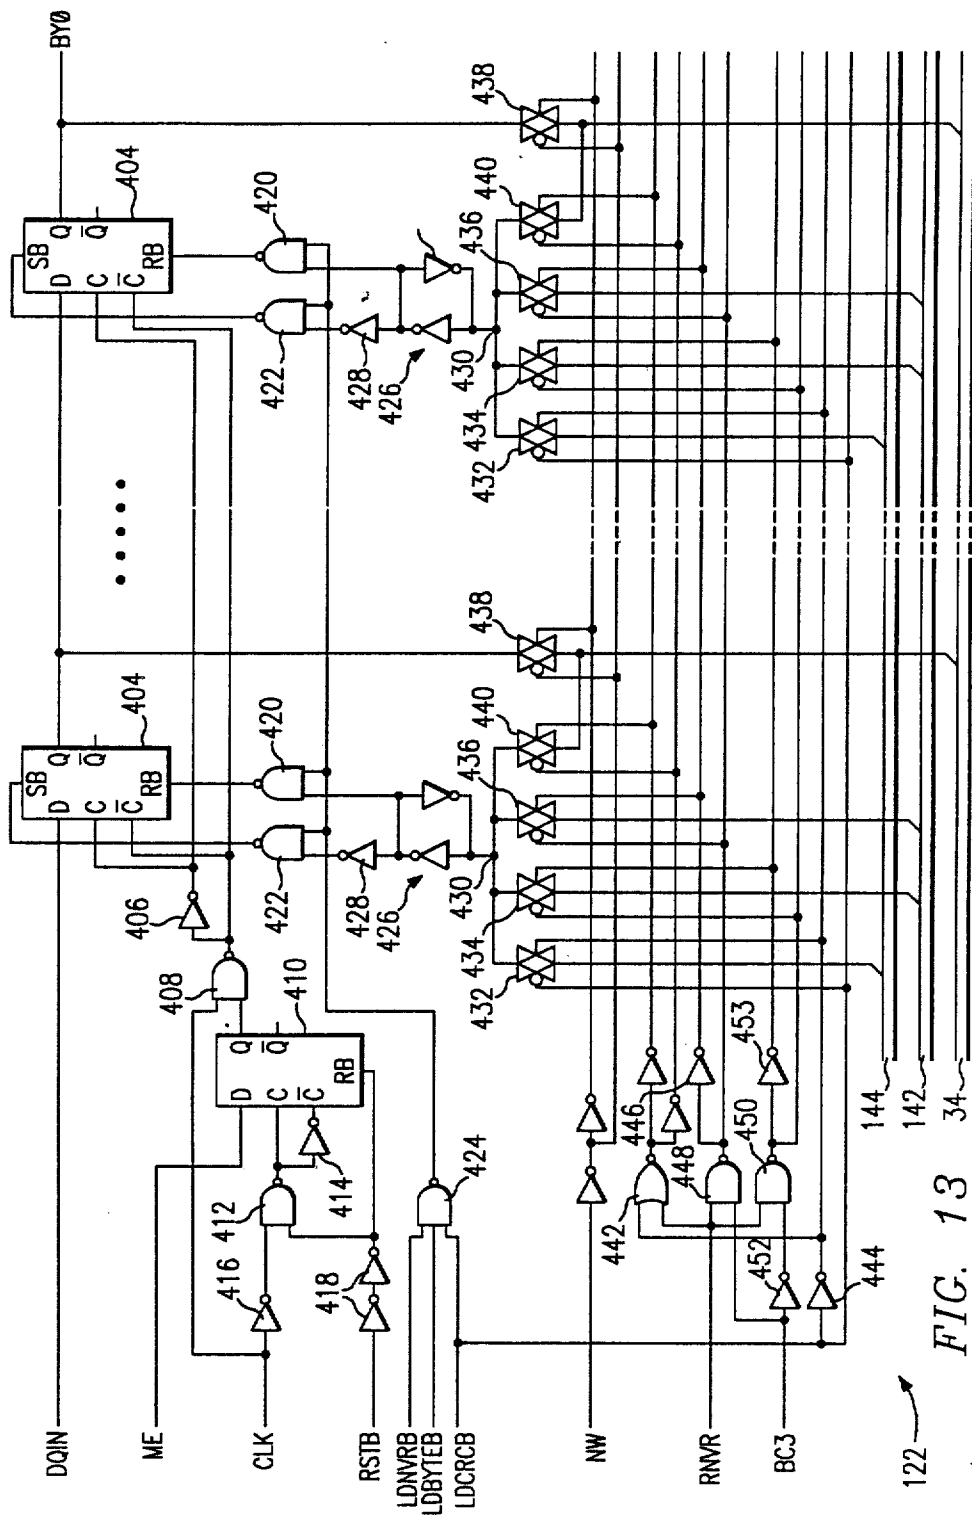 DQIN
ME
CLK
RSTB
LDNVRB
LDBYTEB
LDCRCB
NW
RNVR
BC3
BY0
416
418
412
414
D
C
C̅
Q
Q̅
RB
410
408
406
424
SB
D
C
C̅
Q
Q̅
RB
404
420
422
428
426
430
432
434
436
440
438
SB
D
C
C̅
Q
Q̅
RB
404
420
422
428
426
430
432
434
436
440
438
442
446
448
450
452
453
444
144
142
34
122
FIG. 13